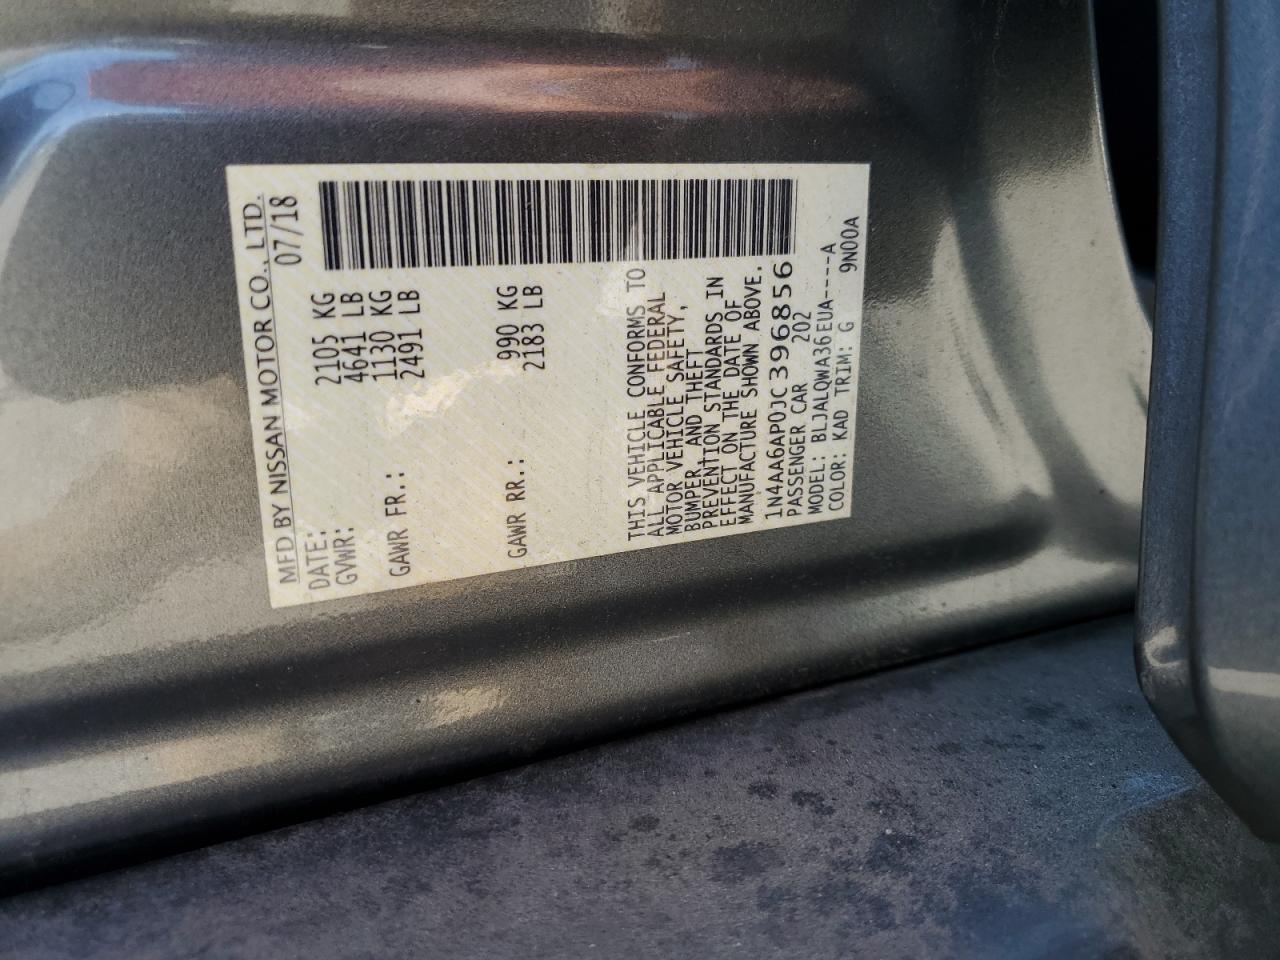 MFD BY NISSAN MOTOR CO., LTD.
DATE: 07/18
GVWR: 2105 KG
4641 LB
GAWR FR.: 1130 KG
2491 LB
GAWR RR.: 990 KG
2183 LB
THIS VEHICLE CONFORMS TO
ALL APPLICABLE FEDERAL
MOTOR VEHICLE SAFETY,
BUMPER, AND THEFT
PREVENTION STANDARDS IN
EFFECT ON THE DATE OF
MANUFACTURE SHOWN ABOVE.
1N4AA6AP0JC396856
PASSENGER CAR 202
MODEL: BLJALQWA36EUA----A
COLOR: KAD TRIM: G 9N00A